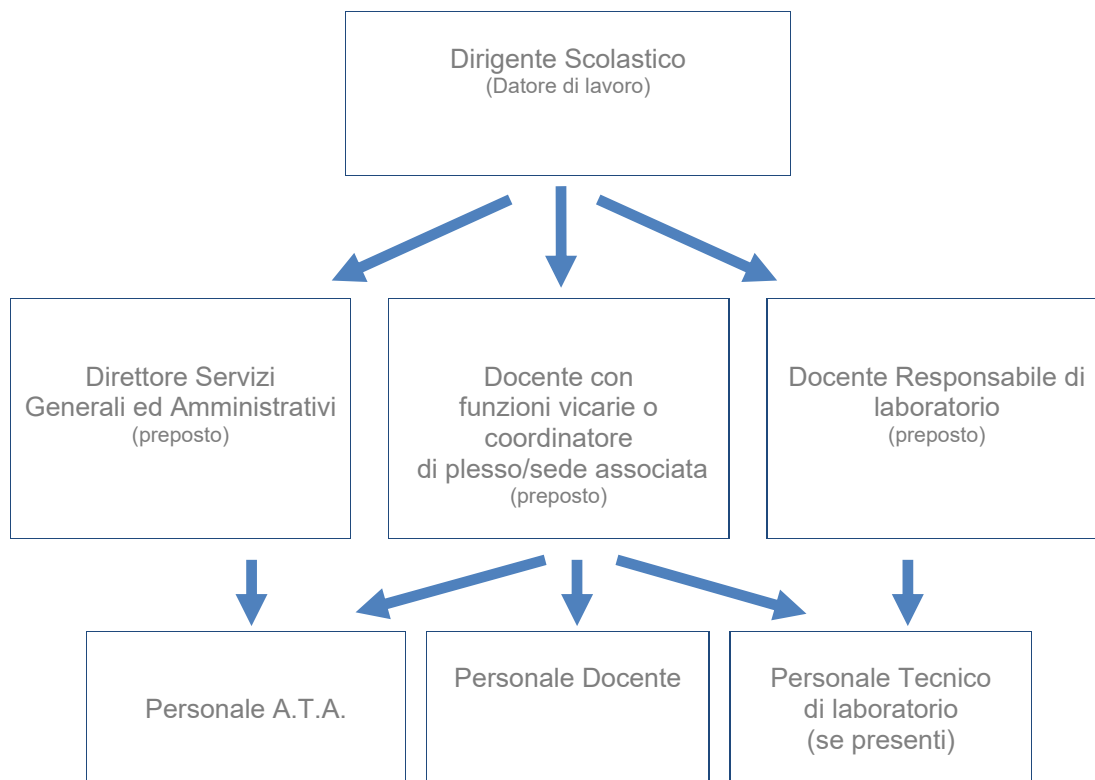 Dirigente Scolastico
(Datore di lavoro)
Direttore Servizi
Generali ed Amministrativi
(preposto)
Docente con
funzioni vicarie o
coordinatore
di plesso/sede associata
(preposto)
Docente Responsabile di
laboratorio
(preposto)
Personale A.T.A.
Personale Docente
Personale Tecnico
di laboratorio
(se presenti)